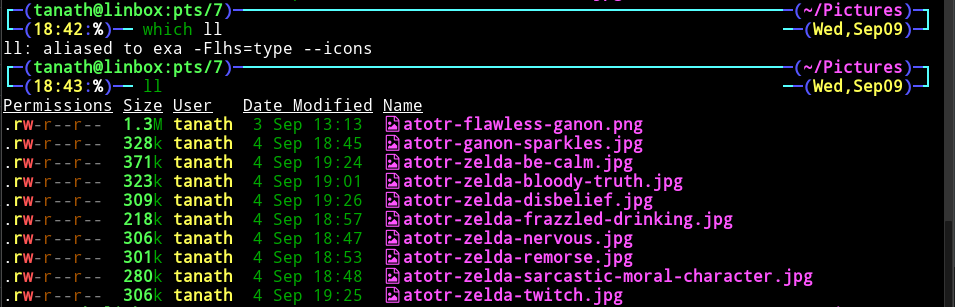 (tanath@linbox:pts/7) (~/Pictures)
(18:42:%) which ll (Wed,Sep09)
ll: aliased to exa -Flhs=type --icons
(tanath@linbox:pts/7) (~/Pictures)
(18:43:%) ll (Wed,Sep09)
Permissions Size User Date Modified Name
.rw-r--r-- 1.3M tanath 3 Sep 13:13 atotr-flawless-ganon.png
.rw-r--r-- 328k tanath 4 Sep 18:45 atotr-ganon-sparkles.jpg
.rw-r--r-- 371k tanath 4 Sep 19:24 atotr-zelda-be-calm.jpg
.rw-r--r-- 323k tanath 4 Sep 19:01 atotr-zelda-bloody-truth.jpg
.rw-r--r-- 309k tanath 4 Sep 19:26 atotr-zelda-disbelief.jpg
.rw-r--r-- 218k tanath 4 Sep 18:57 atotr-zelda-frazzled-drinking.jpg
.rw-r--r-- 306k tanath 4 Sep 18:47 atotr-zelda-nervous.jpg
.rw-r--r-- 301k tanath 4 Sep 18:53 atotr-zelda-remorse.jpg
.rw-r--r-- 280k tanath 4 Sep 18:48 atotr-zelda-sarcastic-moral-character.jpg
.rw-r--r-- 306k tanath 4 Sep 19:25 atotr-zelda-twitch.jpg